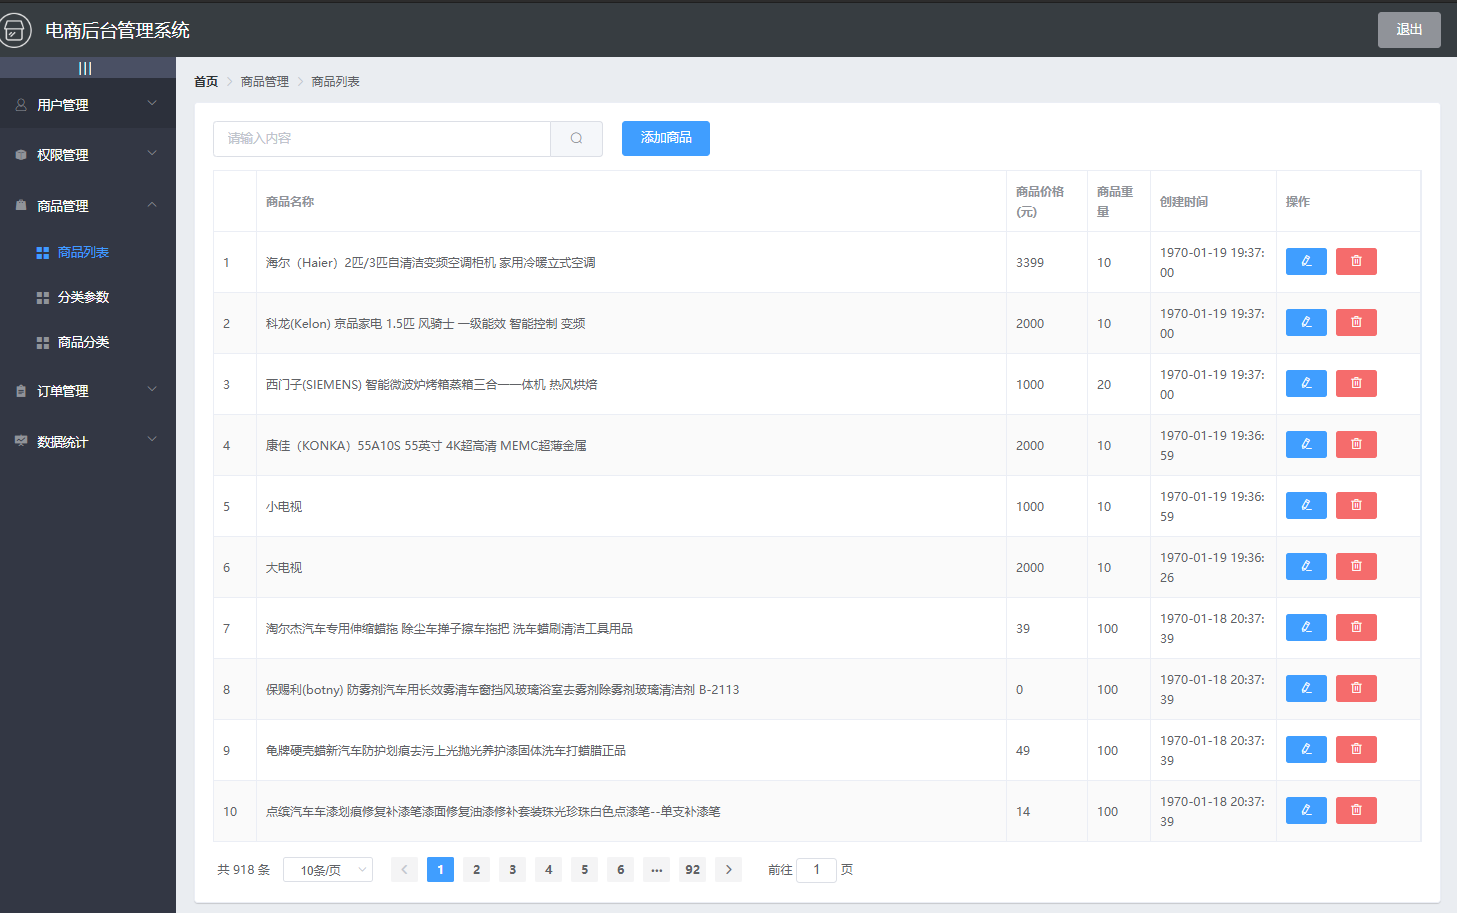 电商后台管理系统
退出
|||
用户管理
权限管理
商品管理
商品列表
分类参数
商品分类
订单管理
数据统计
首页 > 商品管理 > 商品列表
请输入内容
添加商品
商品名称
商品价格
(元)
商品重
量
创建时间
操作
1 海尔（Haier）2匹/3匹自清洁变频空调柜机 家用冷暖立式空调 3399 10 1970-01-19 19:37:
00
2 科龙(Kelon) 京品家电 1.5匹 风骑士 一级能效 智能控制 变频 2000 10 1970-01-19 19:37:
00
3 西门子(SIEMENS) 智能微波炉烤箱蒸箱三合一一体机 热风烘焙 1000 20 1970-01-19 19:37:
00
4 康佳（KONKA）55A10S 55英寸 4K超高清 MEMC超薄金属 2000 10 1970-01-19 19:36:
59
5 小电视 1000 10 1970-01-19 19:36:
59
6 大电视 2000 10 1970-01-19 19:36:
26
7 淘尔杰汽车专用伸缩蜡拖 除尘车掸子擦车拖把 洗车蜡刷清洁工具用品 39 100 1970-01-18 20:37:
39
8 保赐利(botny) 防雾剂汽车用长效雾清车窗挡风玻璃浴室去雾剂除雾剂玻璃清洁剂 B-2113 0 100 1970-01-18 20:37:
39
9 龟牌硬壳蜡新汽车防护划痕去污上光抛光养护漆固体洗车打蜡腊正品 49 100 1970-01-18 20:37:
39
10 点缤汽车车漆划痕修复补漆笔漆面修复油漆修补套装珠光珍珠白色点漆笔--单支补漆笔 14 100 1970-01-18 20:37:
39
共 918 条 10条/页 < 1 2 3 4 5 6 ··· 92 > 前往 1 页